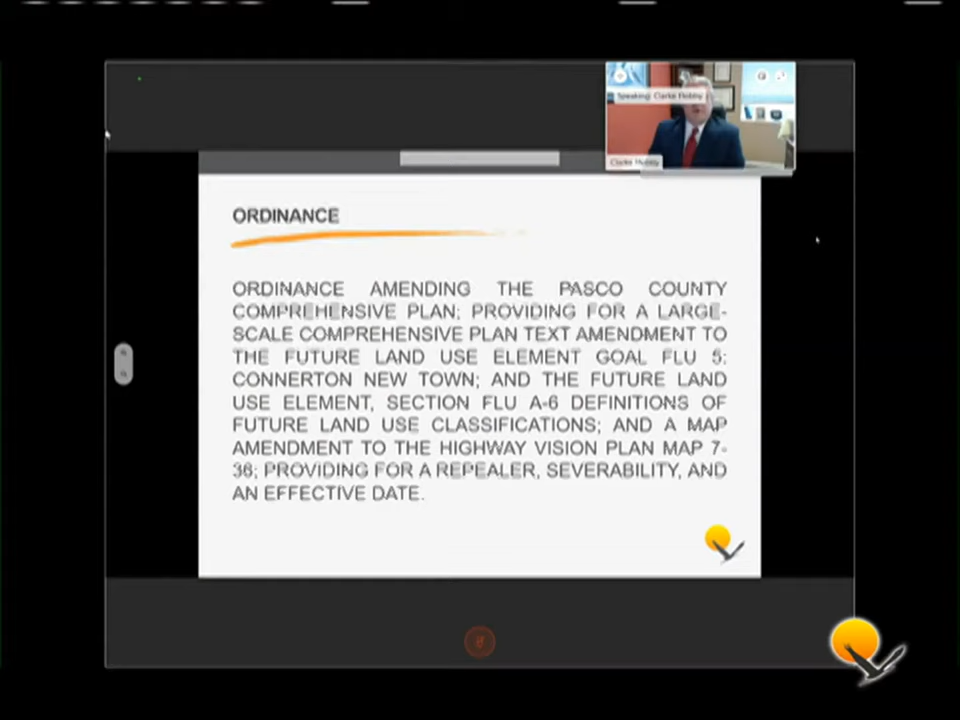 Speaking: Clarke Hobby
Clarke Hobby
ORDINANCE
ORDINANCE AMENDING THE PASCO COUNTY
COMPREHENSIVE PLAN; PROVIDING FOR A LARGE-
SCALE COMPREHENSIVE PLAN TEXT AMENDMENT TO
THE FUTURE LAND USE ELEMENT GOAL FLU 5:
CONNERTON NEW TOWN; AND THE FUTURE LAND
USE ELEMENT, SECTION FLU A-6 DEFINITIONS OF
FUTURE LAND USE CLASSIFICATIONS; AND A MAP
AMENDMENT TO THE HIGHWAY VISION PLAN MAP 7-
36; PROVIDING FOR A REPEALER, SEVERABILITY, AND
AN EFFECTIVE DATE.